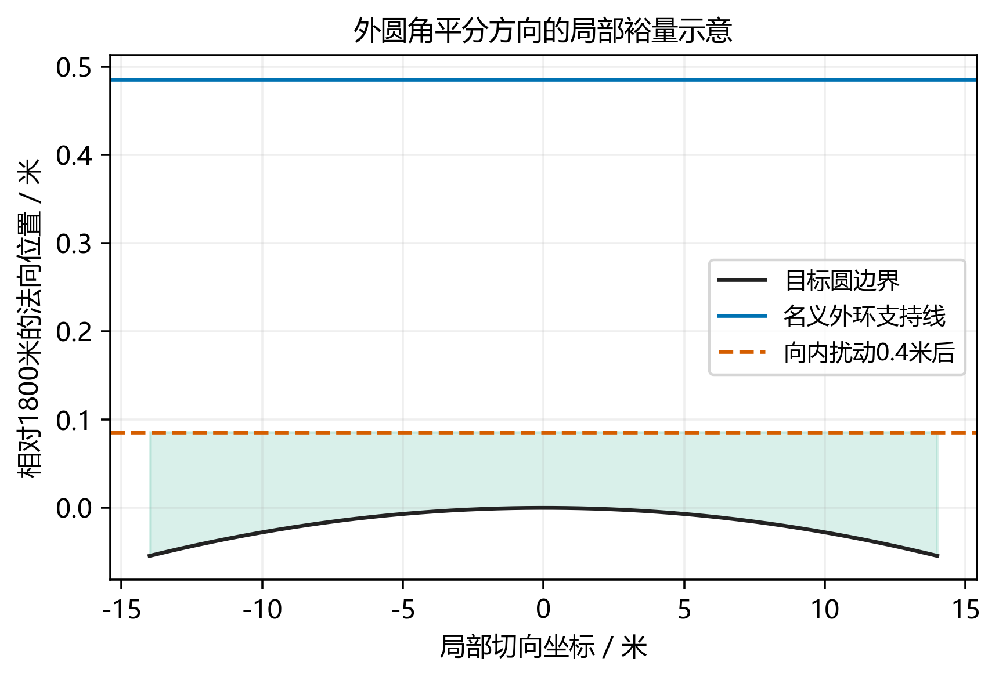 外圆角平分方向的局部裕量示意
相对1800米的法向位置 / 米
0.5
0.4
0.3
0.2
0.1
0.0
目标圆边界
名义外环支持线
向内扰动0.4米后
-15 -10 -5 0 5 10 15
局部切向坐标 / 米